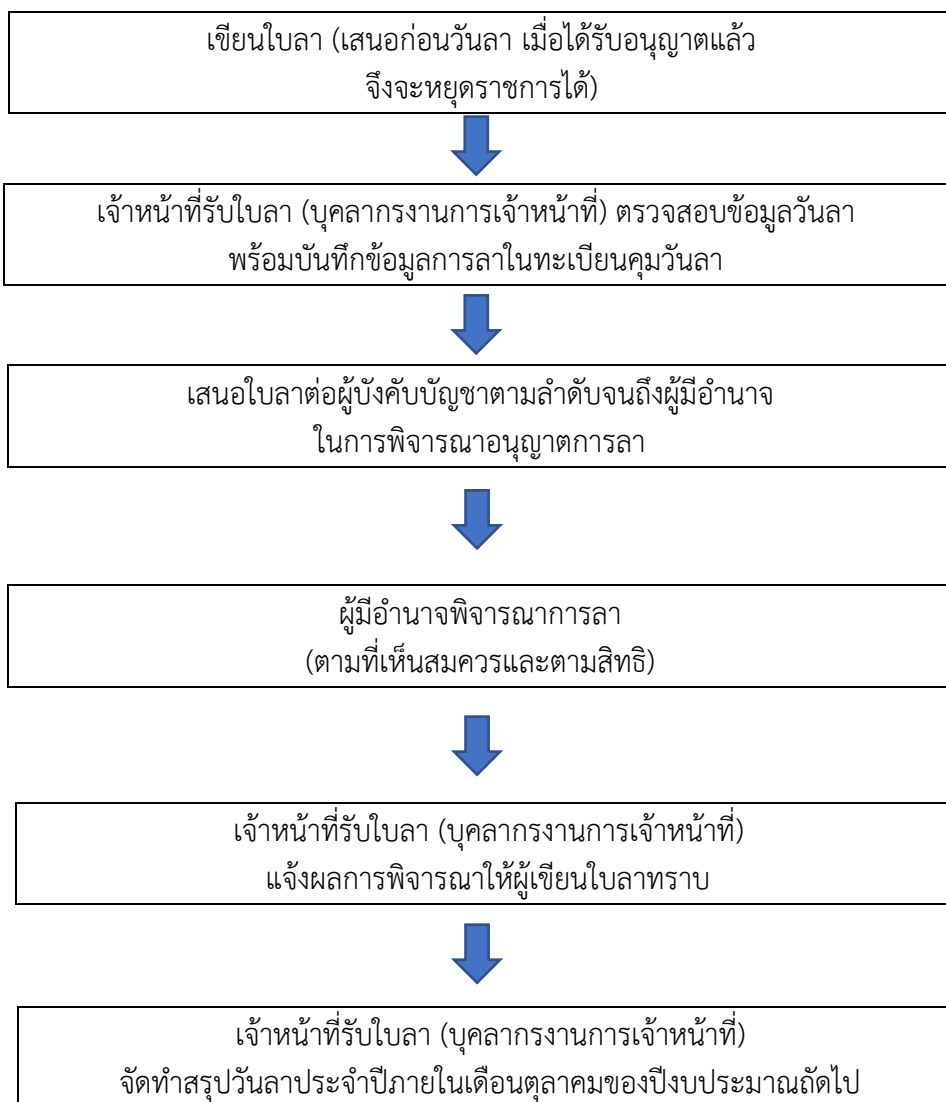 เขียนใบลา (เสนอก่อนวันลา เมื่อได้รับอนุญาตแล้ว
จึงจะหยุดราชการได้)
เจ้าหน้าที่รับใบลา (บุคลากรงานการเจ้าหน้าที่) ตรวจสอบข้อมูลวันลา
พร้อมบันทึกข้อมูลการลาในทะเบียนคุมวันลา
เสนอใบลาต่อผู้บังคับบัญชาตามลำดับจนถึงผู้มีอำนาจ
ในการพิจารณาอนุญาตการลา
ผู้มีอำนาจพิจารณาการลา
(ตามที่เห็นสมควรและตามสิทธิ)
เจ้าหน้าที่รับใบลา (บุคลากรงานการเจ้าหน้าที่)
แจ้งผลการพิจารณาให้ผู้เขียนใบลาทราบ
เจ้าหน้าที่รับใบลา (บุคลากรงานการเจ้าหน้าที่)
จัดทำสรุปวันลาประจำปีภายในเดือนตุลาคมของปีงบประมาณถัดไป